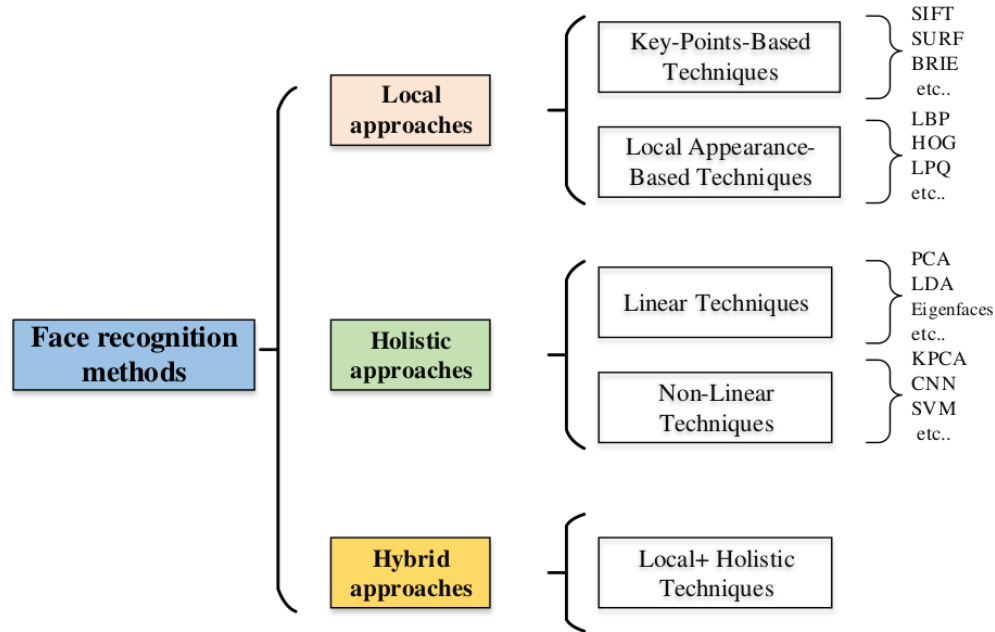 Face recognition
methods
Local
approaches
Key-Points-Based
Techniques
SIFT
SURF
BRIE
etc..
Local Appearance-
Based Techniques
LBP
HOG
LPQ
etc..
Holistic
approaches
Linear Techniques
PCA
LDA
Eigenfaces
etc..
Non-Linear
Techniques
KPCA
CNN
SVM
etc..
Hybrid
approaches
Local+ Holistic
Techniques